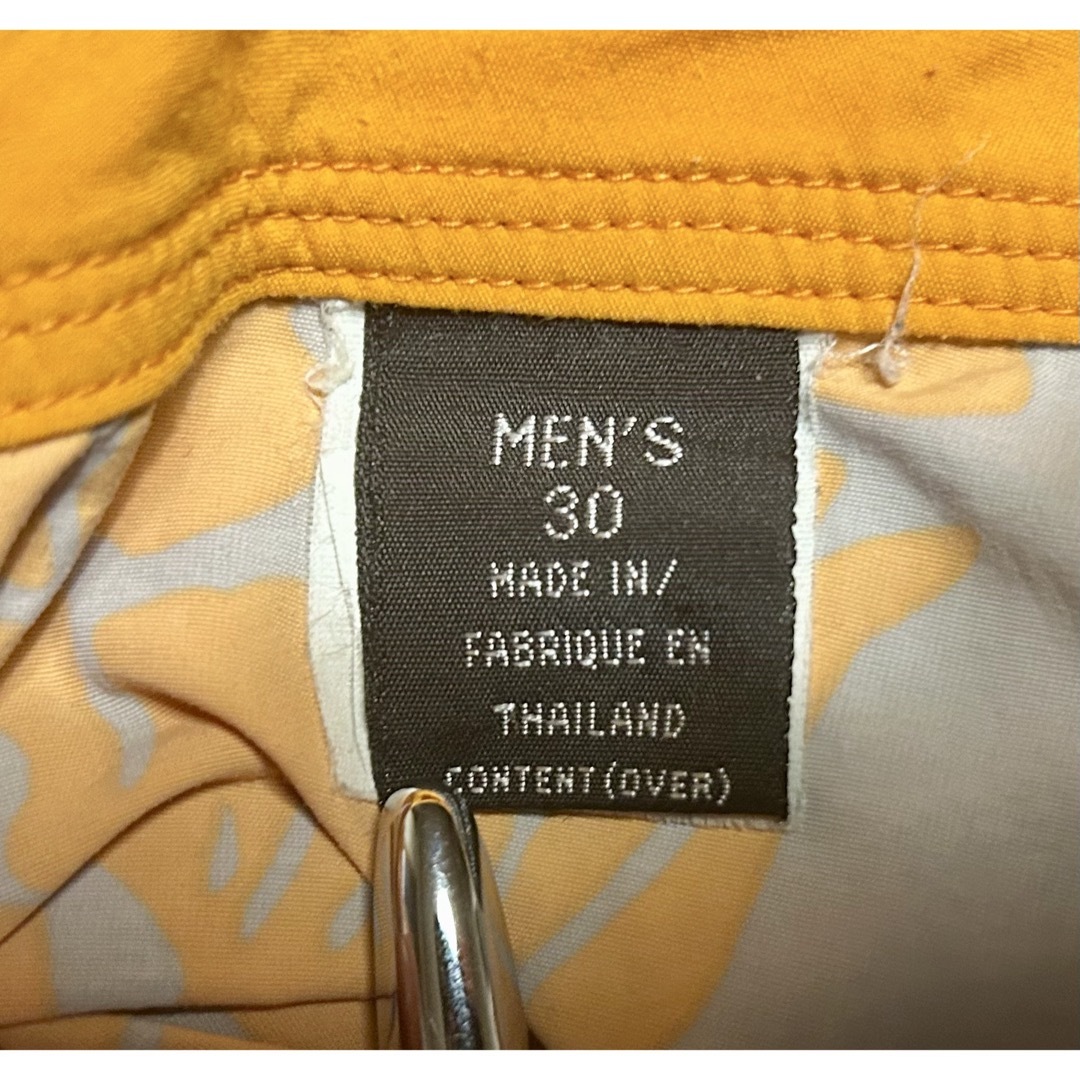 MEN'S
30
MADE IN/
FABRIQUE EN
THAILAND
CONTENT(OVER)